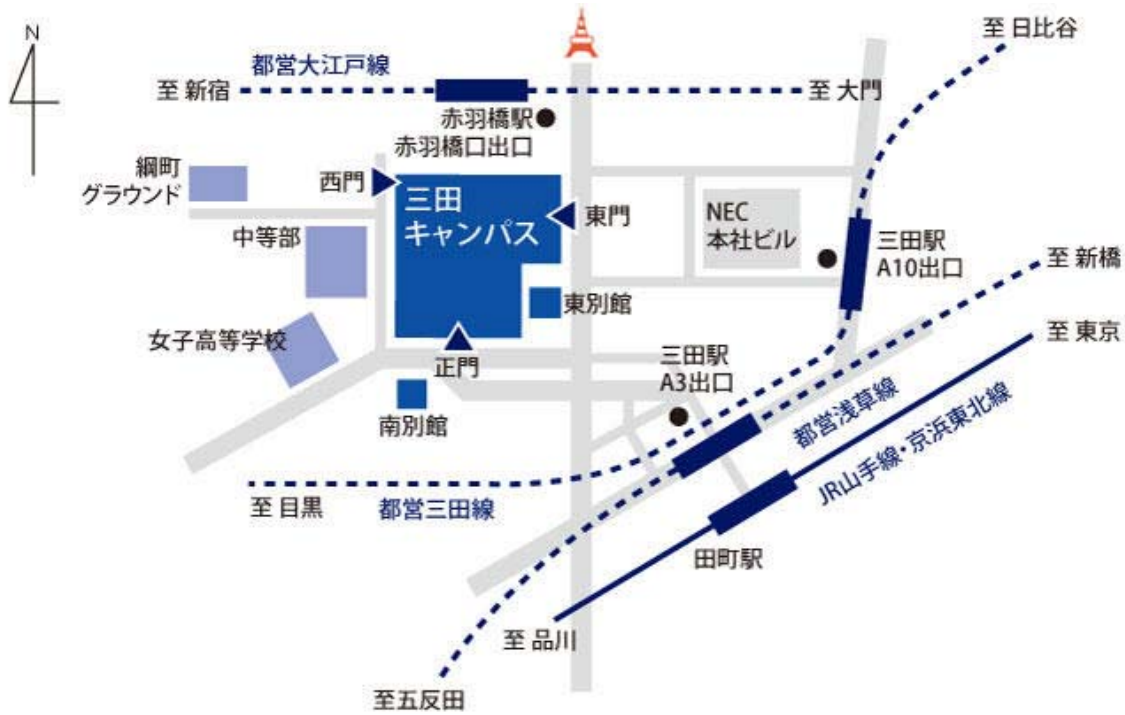 N
至 日比谷
都営大江戸線
至 新宿
至 大門
赤羽橋駅
赤羽橋口出口
綱町
グラウンド
西門
三田
キャンパス
東門
NEC
本社ビル
三田駅
A10出口
至 新橋
中等部
東別館
女子高等学校
正門
三田駅
A3出口
至 東京
南別館
都営浅草線
JR山手線・京浜東北線
至 目黒
都営三田線
田町駅
至 品川
至五反田